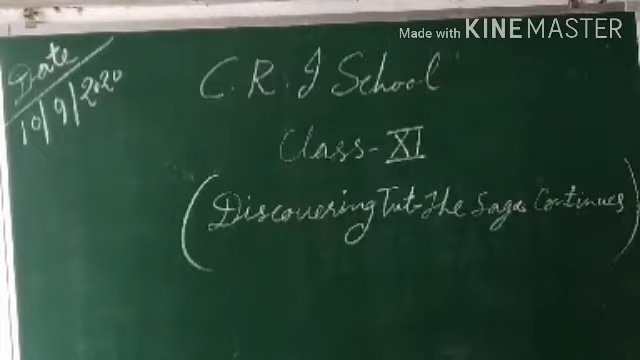 Made with KINEMASTER
Date
10/9/2020
C.R.J School
Class-XI
(Discovering Tut-The Saga Continues)